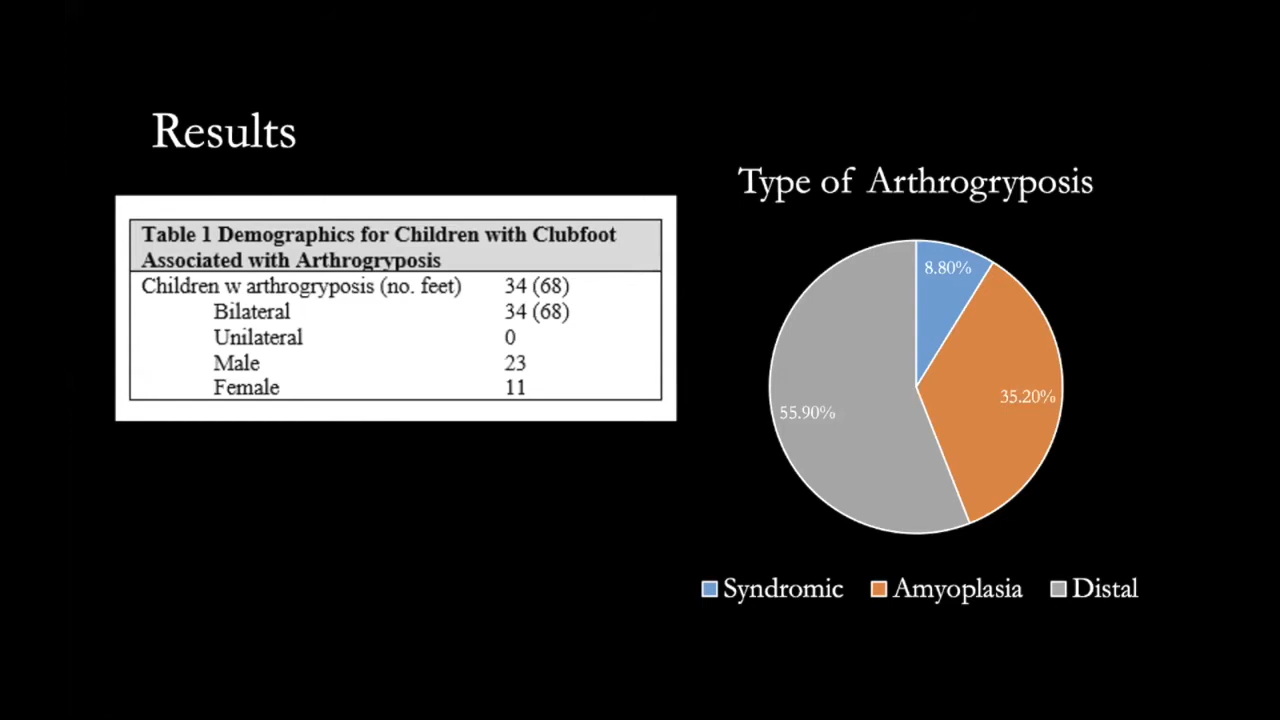 Results
Table 1 Demographics for Children with Clubfoot
Associated with Arthrogryposis
Children w arthrogryposis (no. feet) 34 (68)
Bilateral 34 (68)
Unilateral 0
Male 23
Female 11
Type of Arthrogryposis
8.80%
35.20%
55.90%
Syndromic Amyoplasia Distal